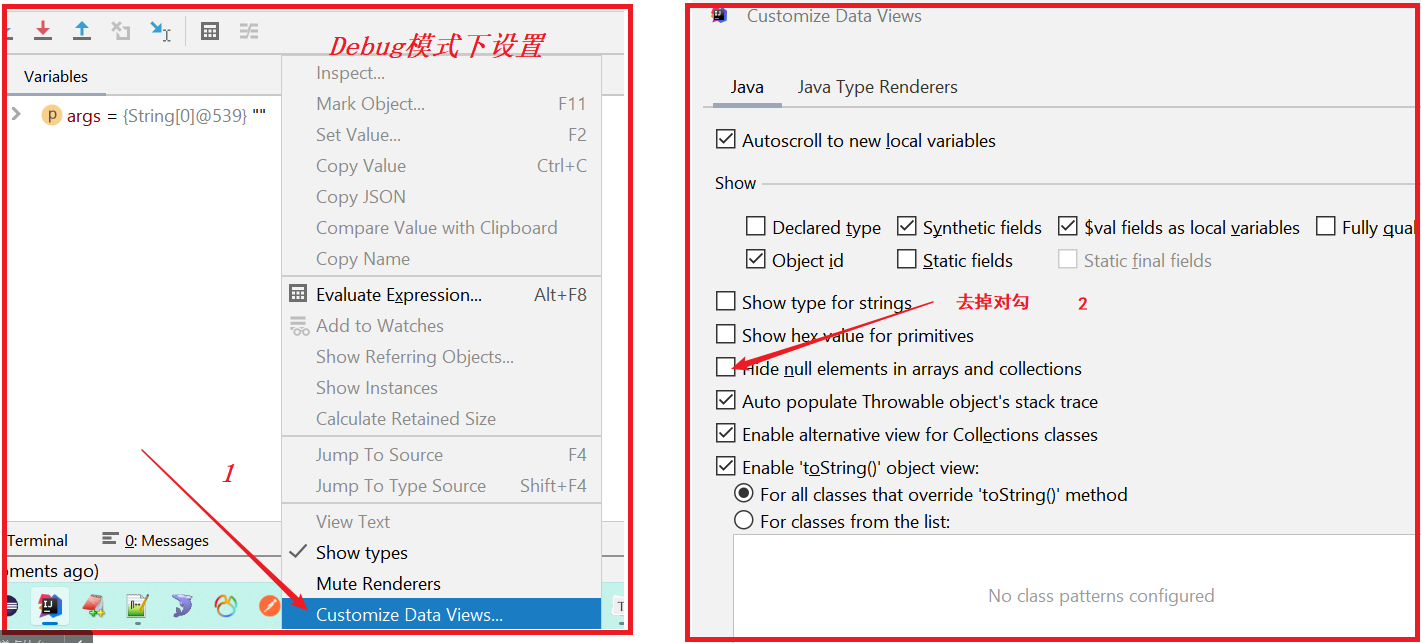 Debug模式下设置
Variables
p args = {String[0]@539} ""
Inspect...
Mark Object... F11
Set Value... F2
Copy Value Ctrl+C
Copy JSON
Compare Value with Clipboard
Copy Name
Evaluate Expression... Alt+F8
Add to Watches
Show Referring Objects...
Show Instances
Calculate Retained Size
Jump To Source F4
Jump To Type Source Shift+F4
1
View Text
Show types
Mute Renderers
Customize Data Views...
Terminal 0: Messages
oments ago)
Customize Data Views
Java Java Type Renderers
Autoscroll to new local variables
Show
Declared type Synthetic fields $val fields as local variables Fully qual
Object id Static fields Static final fields
Show type for strings 去掉对勾 2
Show hex value for primitives
Hide null elements in arrays and collections
Auto populate Throwable object's stack trace
Enable alternative view for Collections classes
Enable 'toString()' object view:
For all classes that override 'toString()' method
For classes from the list:
No class patterns configured